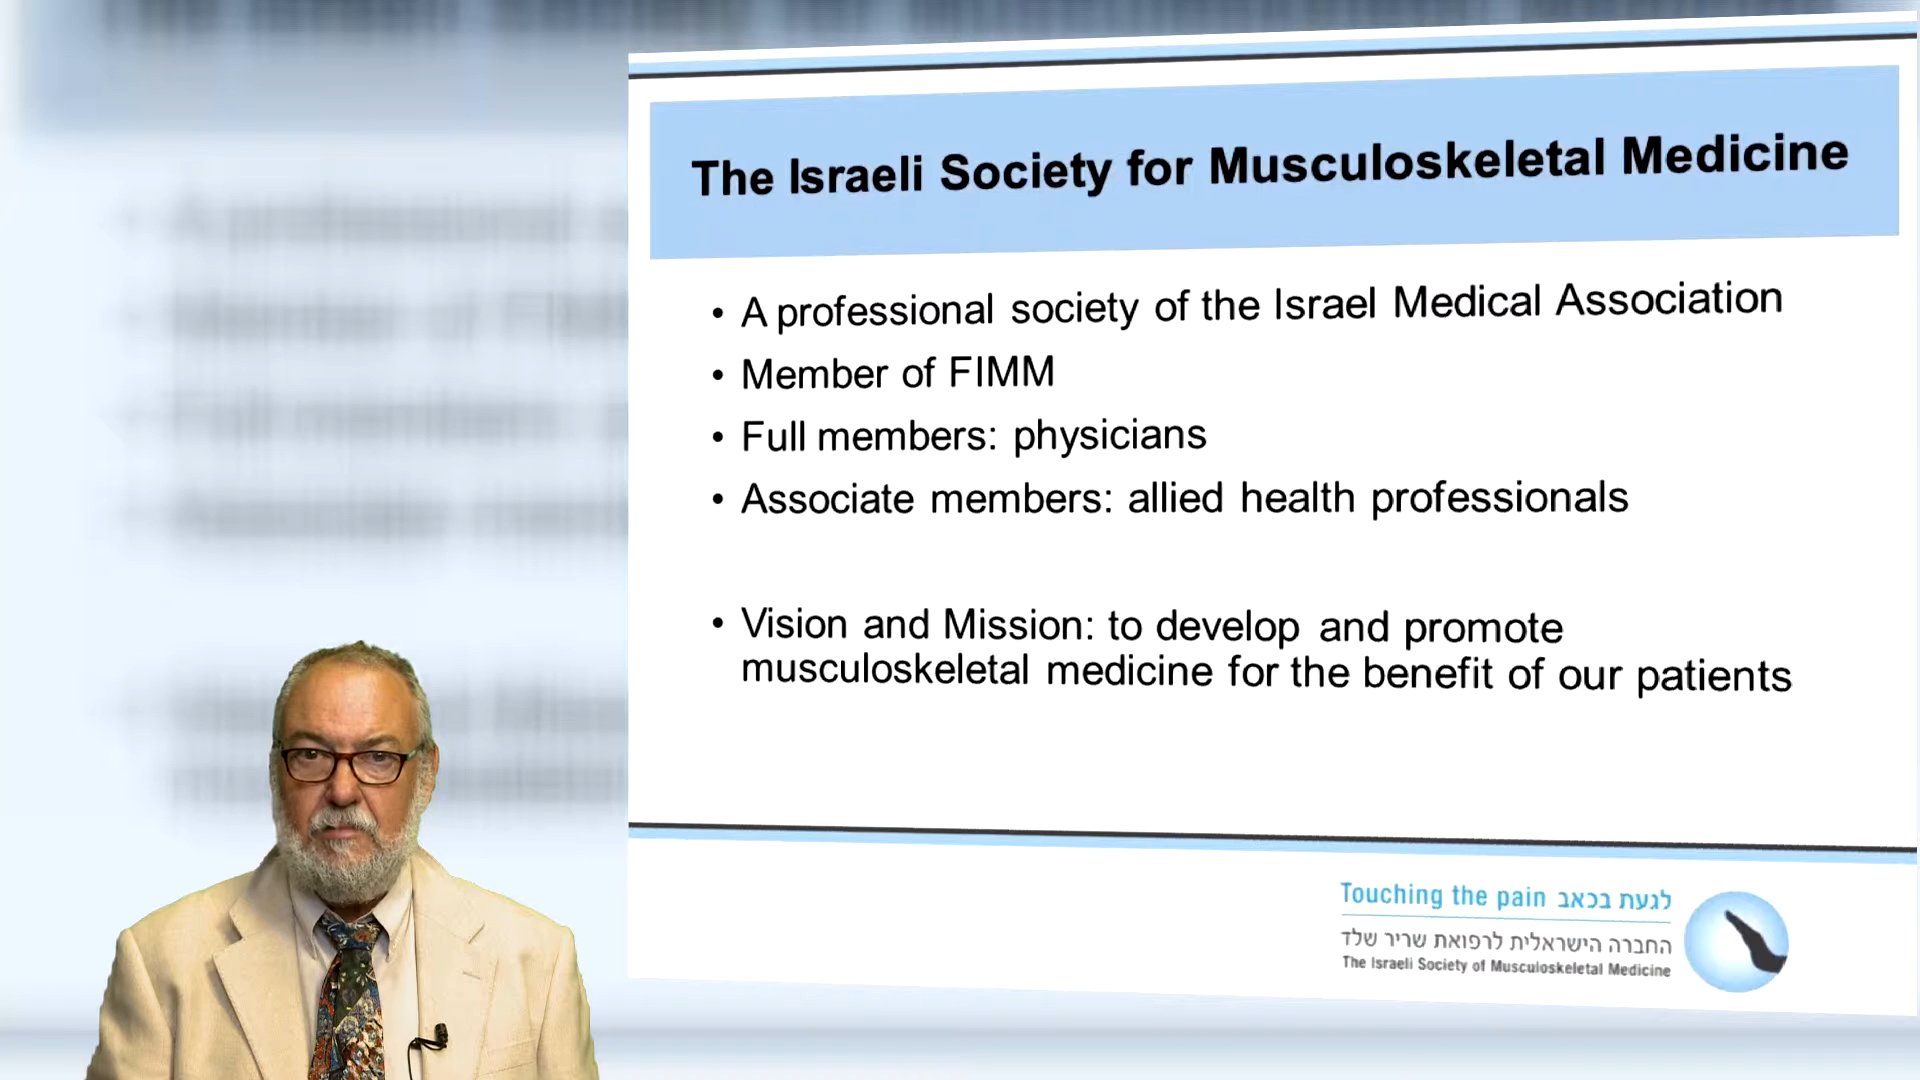 The Israeli Society for Musculoskeletal Medicine
• A professional society of the Israel Medical Association
• Member of FIMM
• Full members: physicians
• Associate members: allied health professionals
• Vision and Mission: to develop and promote
musculoskeletal medicine for the benefit of our patients
Touching the pain לגעת בכאב
החברה הישראלית לרפואת שריר שלד
The Israeli Society of Musculoskeletal Medicine